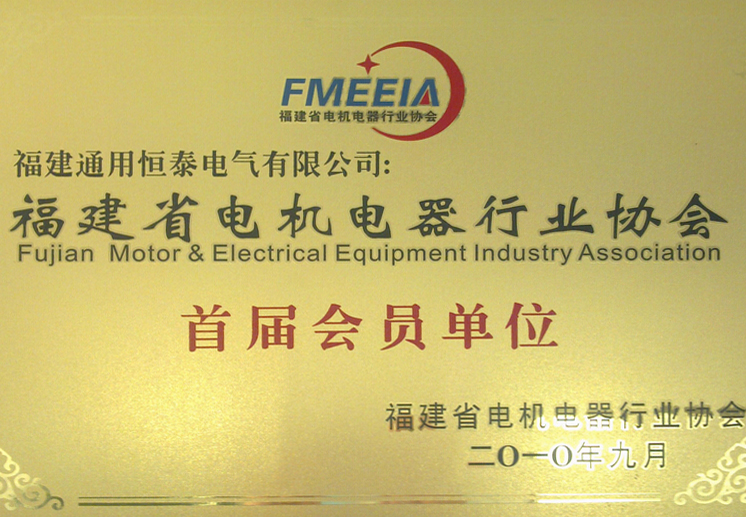 FMEEIA
福建省电机电器行业协会
福建通用恒泰电气有限公司:
福建省电机电器行业协会
Fujian Motor & Electrical Equipment Industry Association
首届会员单位
福建省电机电器行业协会
二〇一〇年九月